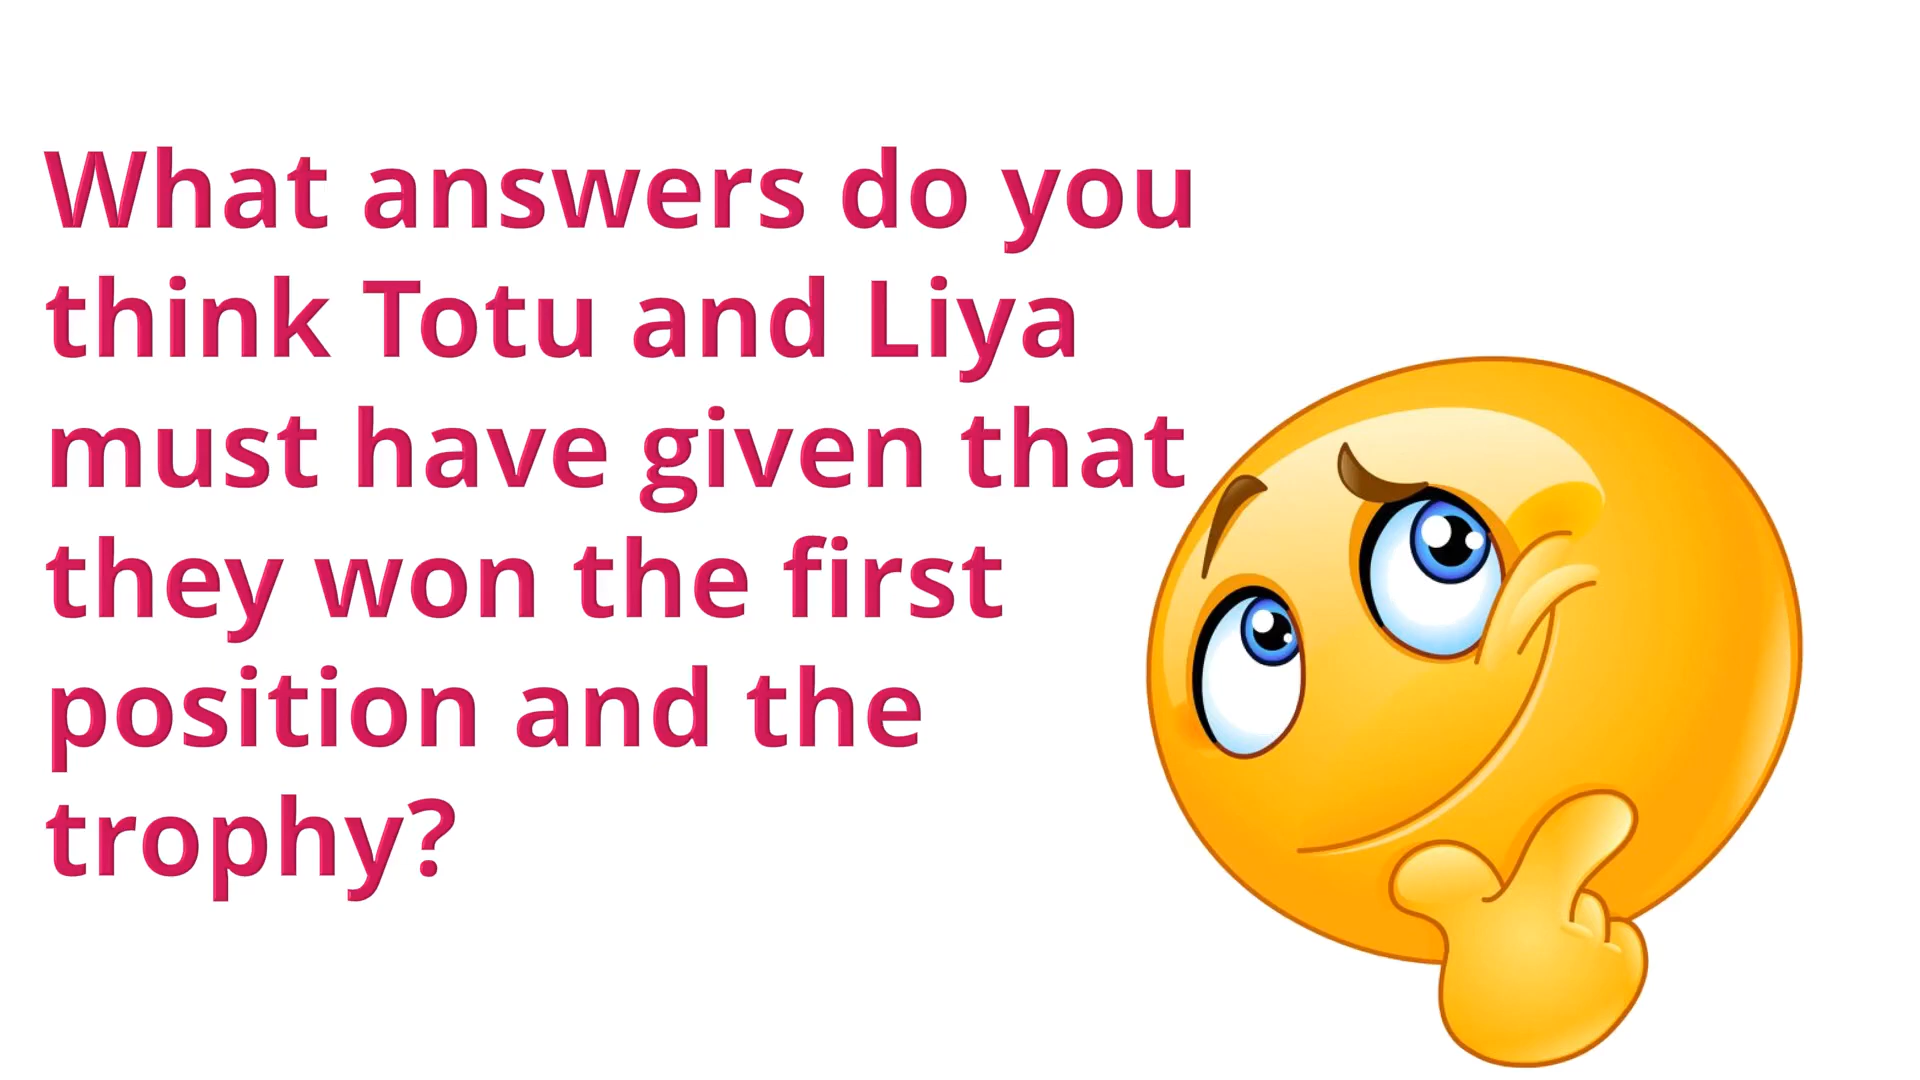 What answers do you
think Totu and Liya
must have given that
they won the first
position and the
trophy?